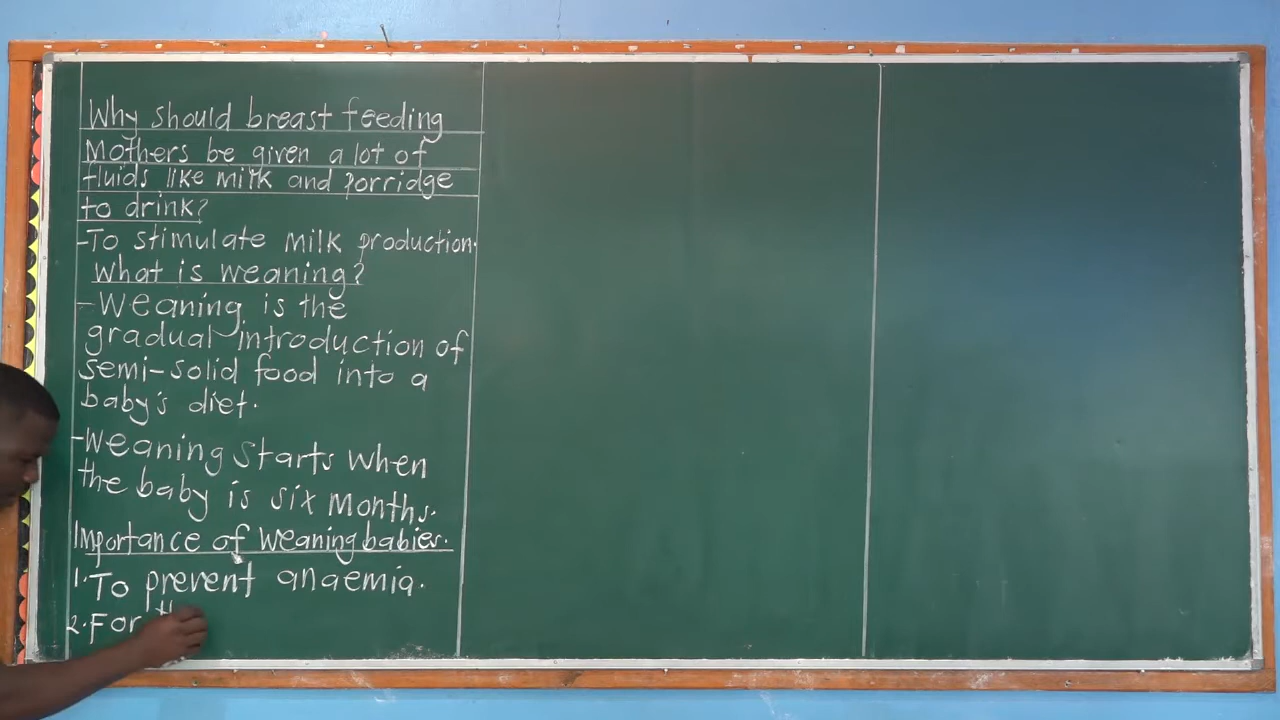 Why should breast feeding
Mothers be given a lot of
fluids like milk and porridge
to drink?
-To stimulate milk production.
What is weaning?
-Weaning is the
gradual introduction of
semi-solid food into a
baby's diet.
-Weaning starts when
the baby is six months.
Importance of weaning babies.
1. To prevent anaemia.
2. For